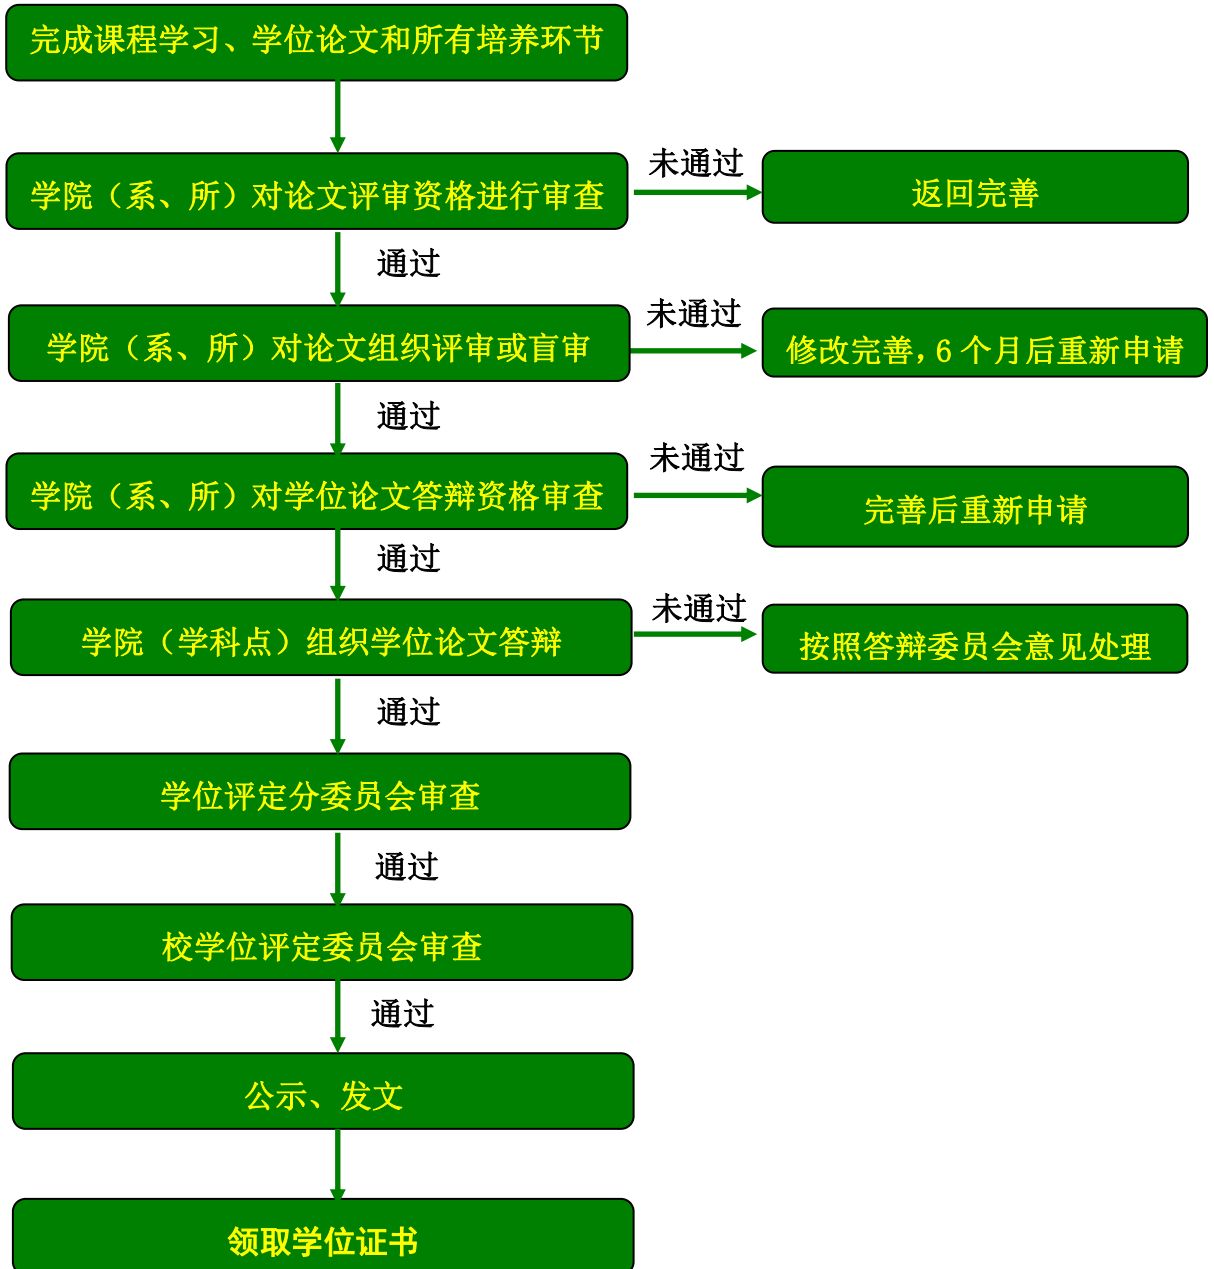 完成课程学习、学位论文和所有培养环节
学院（系、所）对论文评审资格进行审查
未通过
返回完善
通过
学院（系、所）对论文组织评审或盲审
未通过
修改完善，6 个月后重新申请
通过
学院（系、所）对学位论文答辩资格审查
未通过
完善后重新申请
通过
学院（学科点）组织学位论文答辩
未通过
按照答辩委员会意见处理
通过
学位评定分委员会审查
通过
校学位评定委员会审查
通过
公示、发文
领取学位证书